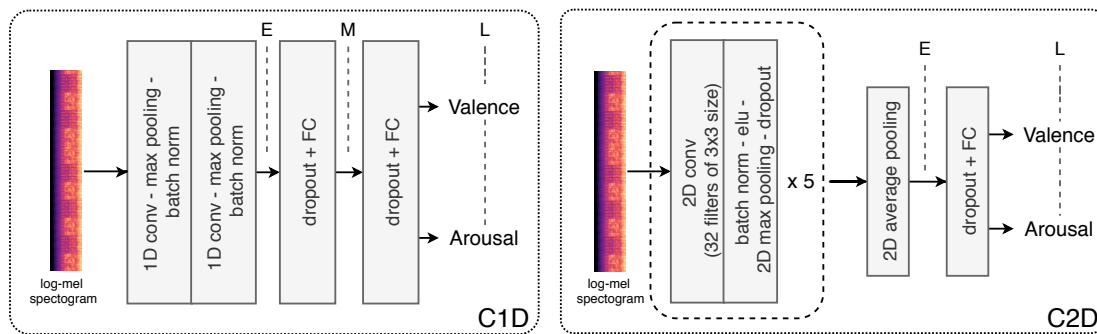 E
M
L
1D conv - max pooling -
batch norm
1D conv - max pooling -
batch norm
dropout + FC
dropout + FC
Valence
Arousal
log-mel
spectogram
C1D
E
L
2D conv
(32 filters of 3x3 size)
batch norm - elu -
2D max pooling - dropout
x 5
2D average pooling
dropout + FC
Valence
Arousal
log-mel
spectogram
C2D